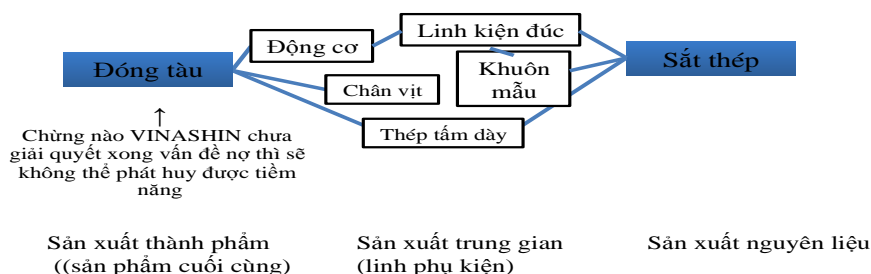 Động cơ
Linh kiện đúc
Đóng tàu
Khuôn
mẫu
Sắt thép
Chân vịt
Thép tấm dày
↑
Chừng nào VINASHIN chưa
giải quyết xong vấn đề nợ thì sẽ
không thể phát huy được tiềm
năng
Sản xuất thành phẩm
((sản phẩm cuối cùng)
Sản xuất trung gian
(linh phụ kiện)
Sản xuất nguyên liệu